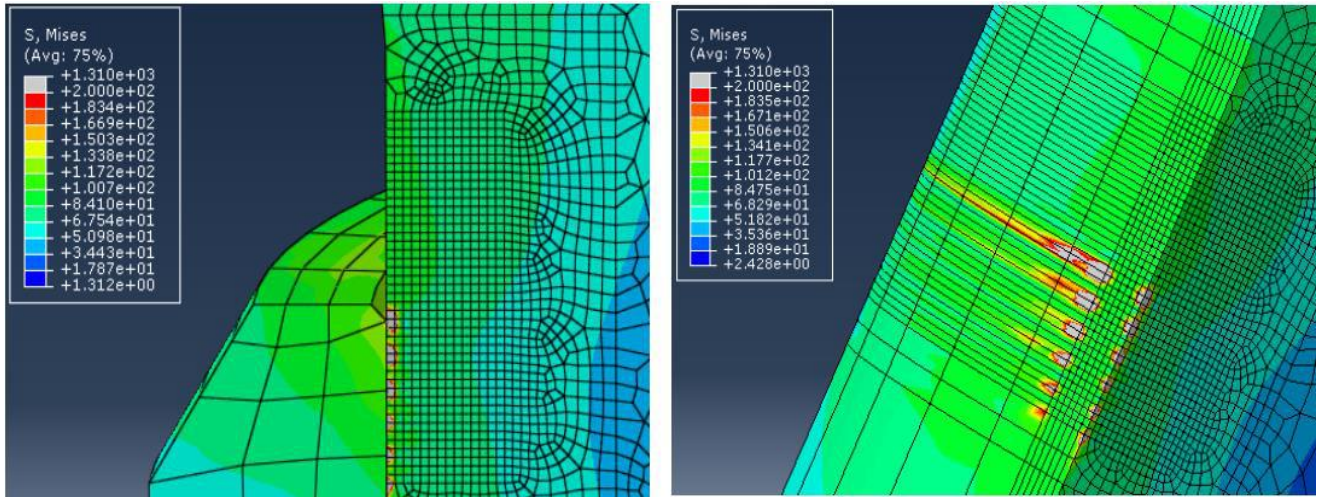 S, Mises
(Avg: 75%)
+1.310e+03
+2.000e+02
+1.834e+02
+1.669e+02
+1.503e+02
+1.338e+02
+1.172e+02
+1.007e+02
+8.410e+01
+6.754e+01
+5.098e+01
+3.443e+01
+1.787e+01
+1.312e+00
S, Mises
(Avg: 75%)
+1.310e+03
+2.000e+02
+1.835e+02
+1.671e+02
+1.506e+02
+1.341e+02
+1.177e+02
+1.012e+02
+8.475e+01
+6.829e+01
+5.182e+01
+3.536e+01
+1.889e+01
+2.428e+00